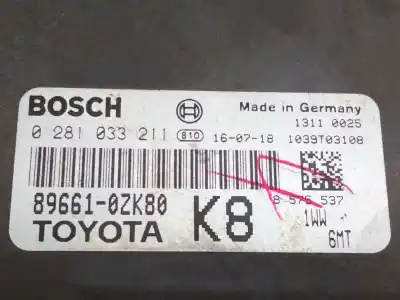 BOSCH Made in Germany
1311 0025
0 281 033 211 810 16-07-18 1039T03108
8 576 537
89661-0ZK80 K8 1WW
TOYOTA 6MT